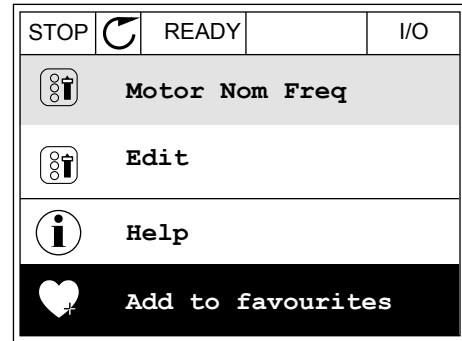 STOP READY I/O
Motor Nom Freq
Edit
Help
Add to favourites